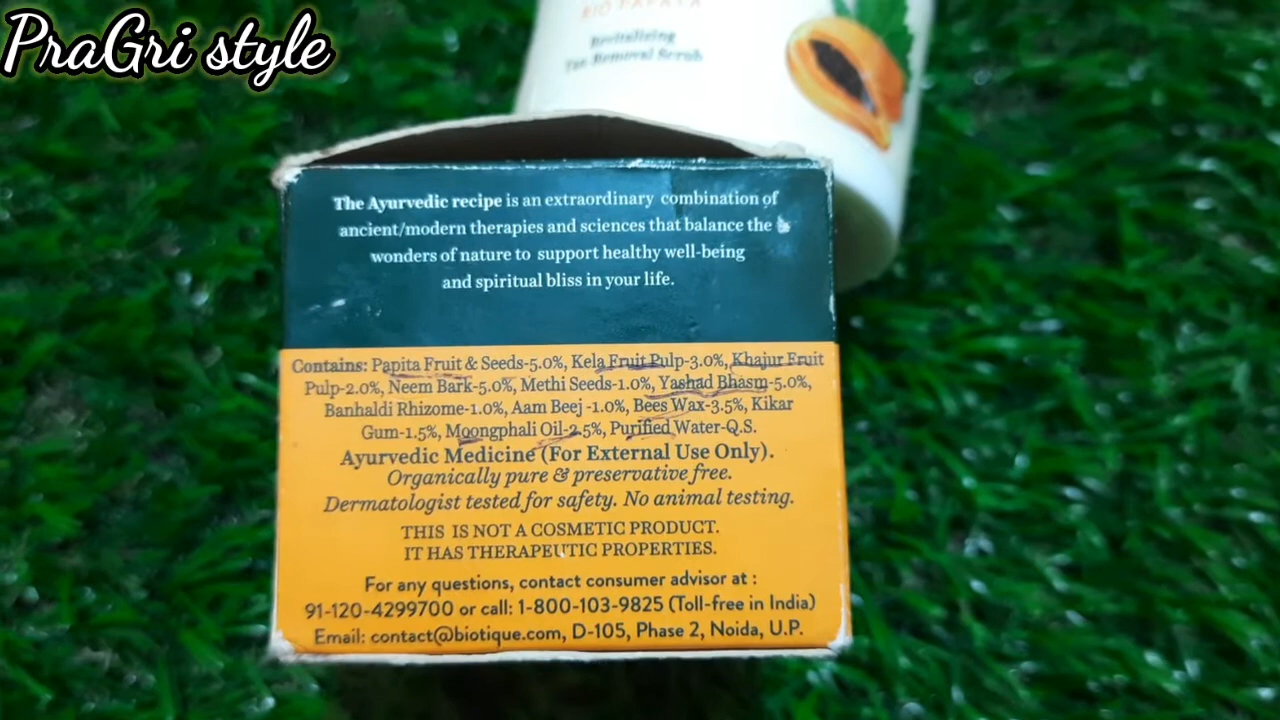 PraGri style
BIO PAPAYA
Revitalizing
Tan-Removal Scrub
The Ayurvedic recipe is an extraordinary combination of
ancient/modern therapies and sciences that balance the
wonders of nature to support healthy well-being
and spiritual bliss in your life.
Contains: Papita Fruit & Seeds-5.0%, Kela Fruit Pulp-3.0%, Khajur Fruit
Pulp-2.0%, Neem Bark-5.0%, Methi Seeds-1.0%, Yashad Bhasm-5.0%,
Banhaldi Rhizome-1.0%, Aam Beej -1.0%, Bees Wax-3.5%, Kikar
Gum-1.5%, Moongphali Oil-2.5%, Purified Water-Q.S.
Ayurvedic Medicine (For External Use Only).
Organically pure & preservative free.
Dermatologist tested for safety. No animal testing.
THIS IS NOT A COSMETIC PRODUCT.
IT HAS THERAPEUTIC PROPERTIES.
For any questions, contact consumer advisor at :
91-120-4299700 or call: 1-800-103-9825 (Toll-free in India)
Email: contact@biotique.com, D-105, Phase 2, Noida, U.P.